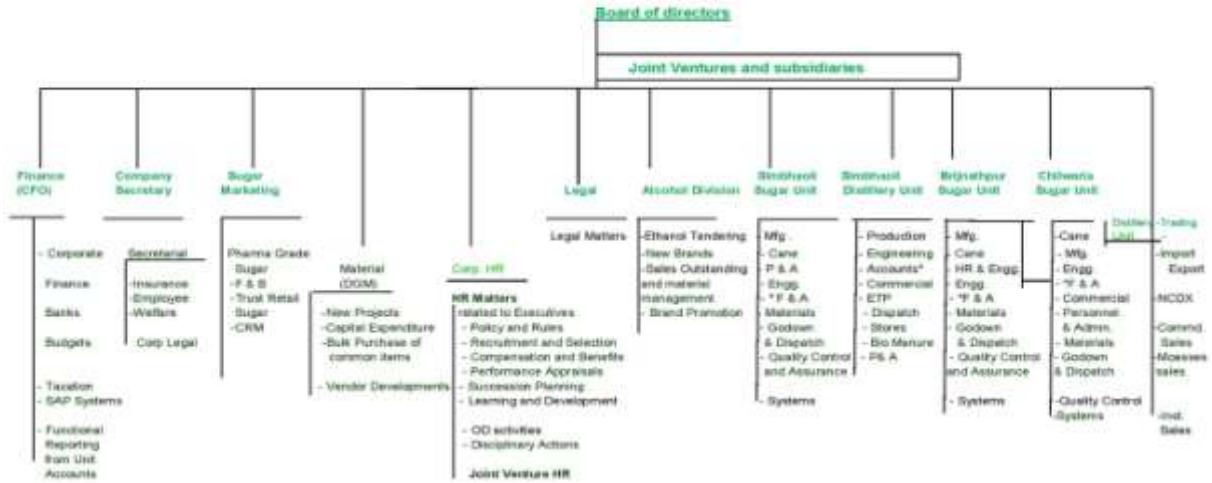 Board of directors
Joint Ventures and subsidiaries
Finance
(CFO)
- Corporate
Finance
Banks
Budgets
- Taxation
- SAP Systems
- Functional
Reporting
from Unit
Accounts
Company
Secretary
Secretarial
-Insurance
-Employee
-Welfare
Corp Legal
Sugar
Marketing
Pharma Grade
Sugar
- F & B
- Trust Retail
Sugar
-CRM
Material
(DGM)
-New Projects
-Capital Expenditure
-Bulk Purchase of
common items
- Vendor Developments
Corp. HR
HR Matters
related to Executives
- Policy and Rules
- Recruitment and Selection
- Compensation and Benefits
- Performance Appraisals
- Succession Planning
- Learning and Development
- OD activities
- Disciplinary Actions
Joint Venture HR
Legal
Legal Matters
Alcohol Division
-Ethanol Tendering
-New Brands
-Sales Outstanding
and material
management
- Brand Promotion
Simbhaoli
Sugar Unit
- Mfg.
- Cane
P & A
- Engg.
- *F & A
- Materials
- Godown
& Dispatch
- Quality Control
and Assurance
- Systems
Simbhaoli
Distillery Unit
- Production
- Engineering
- Accounts*
- Commercial
- ETP
- Dispatch
- Stores
- Bio Manure
- P& A
Brijnathpur
Sugar Unit
- Mfg.
Cane
HR & Engg.
Engg
- *F & A
Materials
- Godown
& Dispatch
- Quality Control
and Assurance
- Systems
Chilwaria
Sugar Unit
-Cane
- Mfg.
Engg
- *F & A
- Commercial
- Personnel
& Admn.
- Materials
- Godown
& Dispatch
-Quality Control
-Systems
Distillery
Unit
-Trading
-
-Import
Export
-NCDX
-Commd.
Sales
-Moasses
sales
-Ind.
Sales